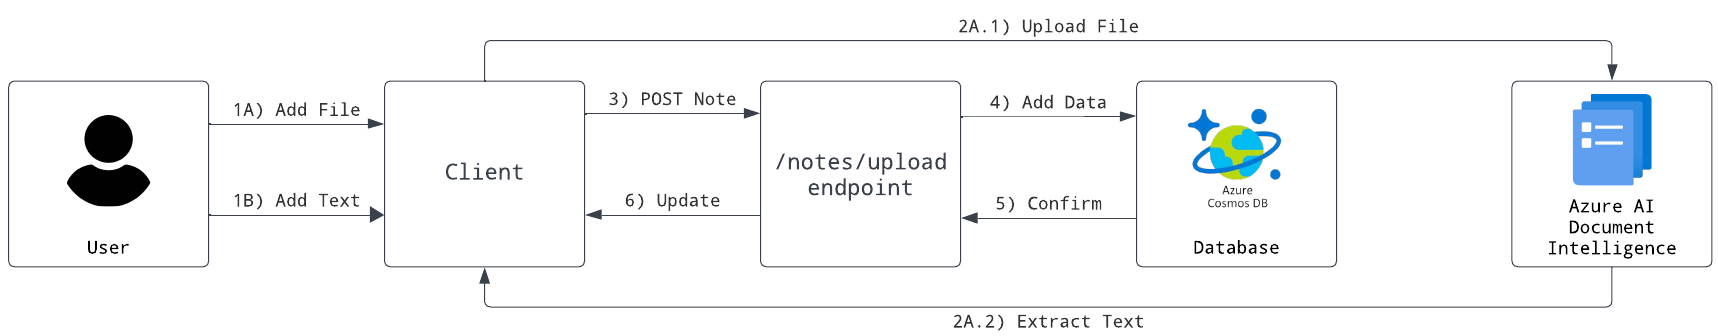 2A.1) Upload File
1A) Add File
1B) Add Text
User
Client
3) POST Note
6) Update
/notes/upload
endpoint
4) Add Data
5) Confirm
Azure
Cosmos DB
Database
Azure AI
Document
Intelligence
2A.2) Extract Text